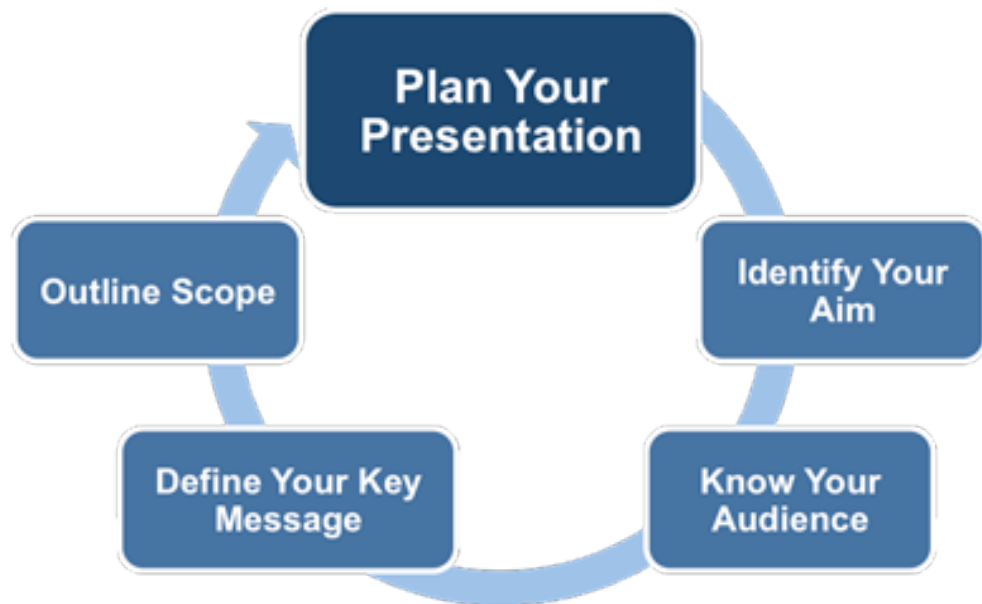 Plan Your
Presentation
Identify Your
Aim
Know Your
Audience
Define Your Key
Message
Outline Scope